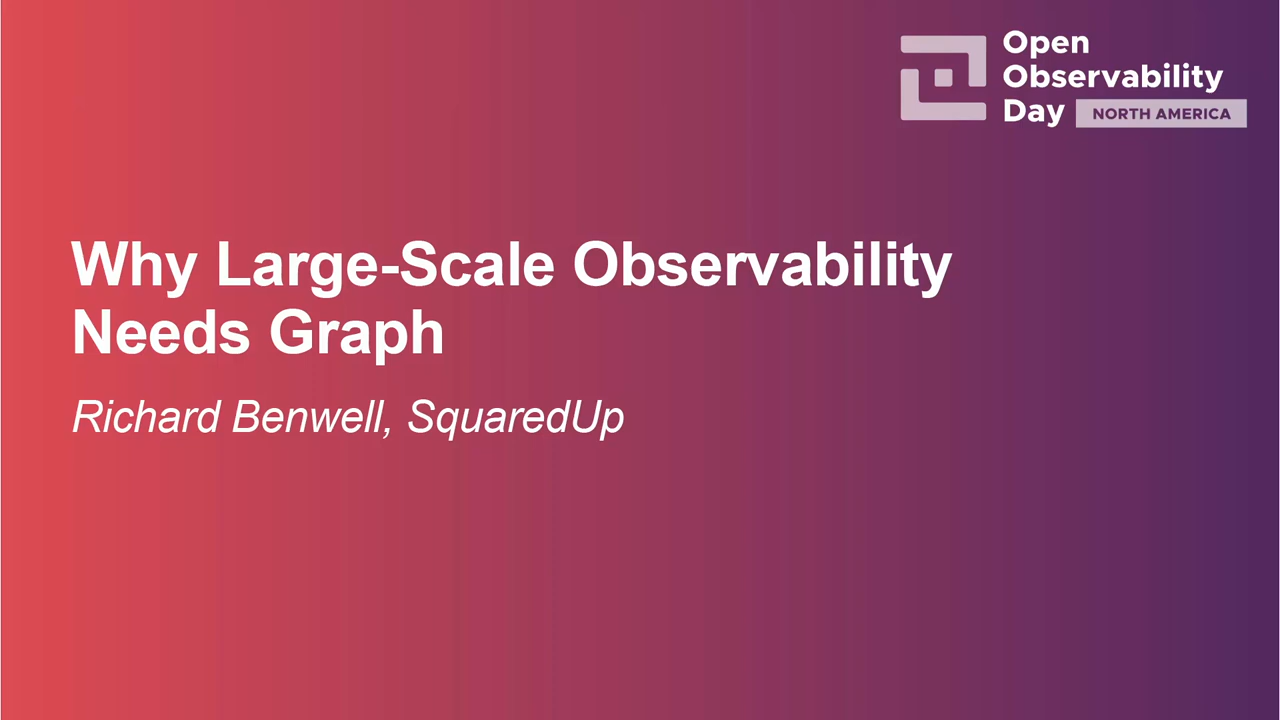 Open
Observability
Day NORTH AMERICA
Why Large-Scale Observability
Needs Graph
Richard Benwell, SquaredUp